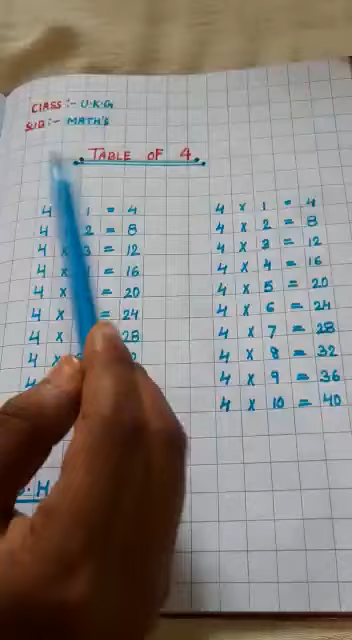 CLASS :- U.K.G
SUB :- MATH'S
TABLE OF 4
4 1 = 4
4 2 = 8
4 x 3 = 12
4 x = 16
4 x = 20
4 x = 24
4 28
4 x
4
4 x 1 = 4
4 x 2 = 8
4 x 3 = 12
4 x 4 = 16
4 x 5 = 20
4 x 6 = 24
4 x 7 = 28
4 x 8 = 32
4 x 9 = 36
4 x 10 = 40
H